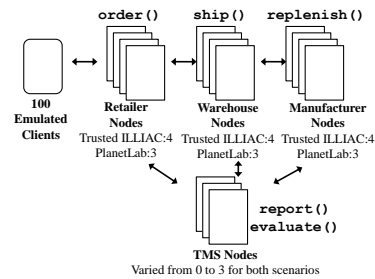 order()
ship()
replenish()
100
Emulated
Clients
Retailer
Nodes
Trusted ILLIAC:4
PlanetLab:3
Warehouse
Nodes
Trusted ILLIAC:4
PlanetLab:3
Manufacturer
Nodes
Trusted ILLIAC:4
PlanetLab:3
report()
evaluate()
TMS Nodes
Varied from 0 to 3 for both scenarios